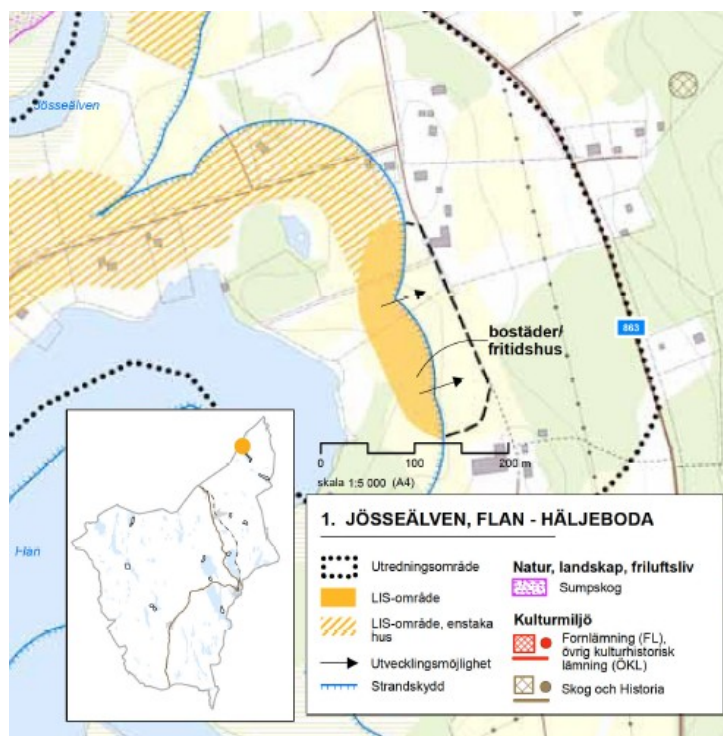 Jösseälven
863
bostäder/
fritidshus
0 100 200 m
skala 1:5 000 (A4)
Flan
1. JÖSSEÄLVEN, FLAN - HÄLJEBODA
Utredningsområde
LIS-område
LIS-område, enstaka
hus
Utvecklingsmöjlighet
Strandskydd
Natur, landskap, friluftsliv
Sumpskog
Kulturmiljö
Fornlämning (FL),
övrig kulturhistorisk
lämning (ÖKL)
Skog och Historia